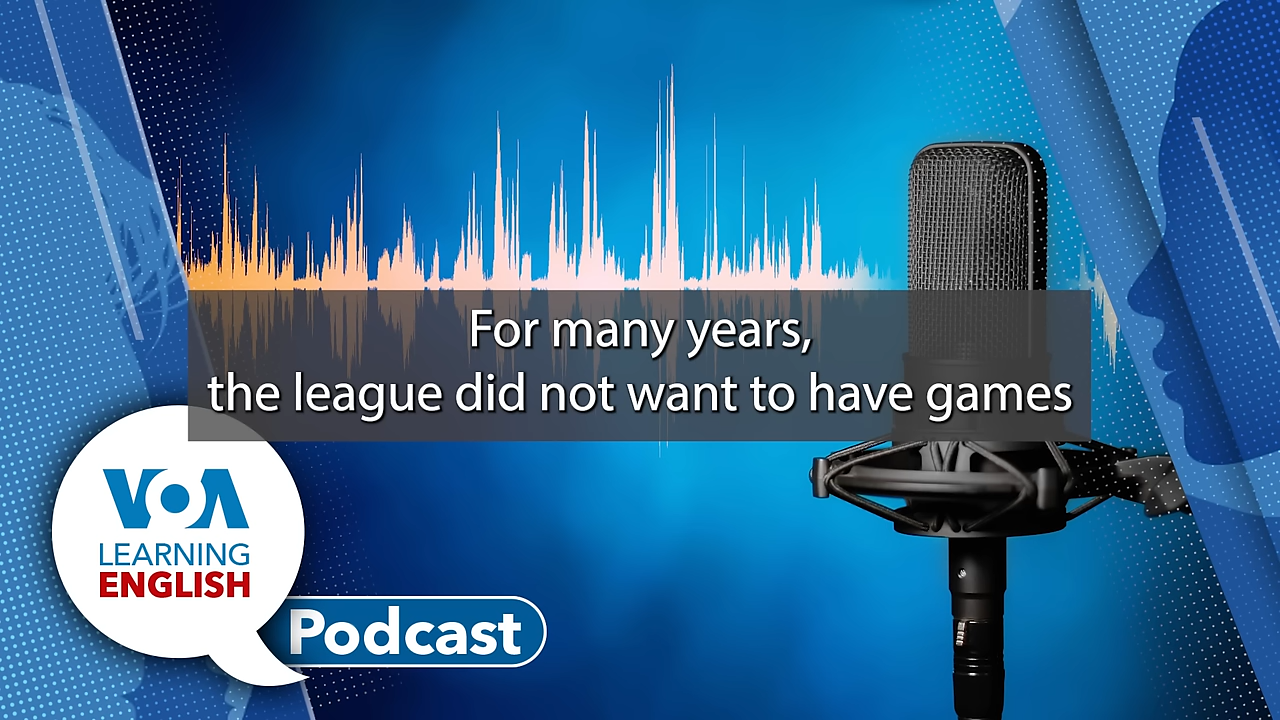 For many years,
the league did not want to have games
VOA
LEARNING
ENGLISH
Podcast